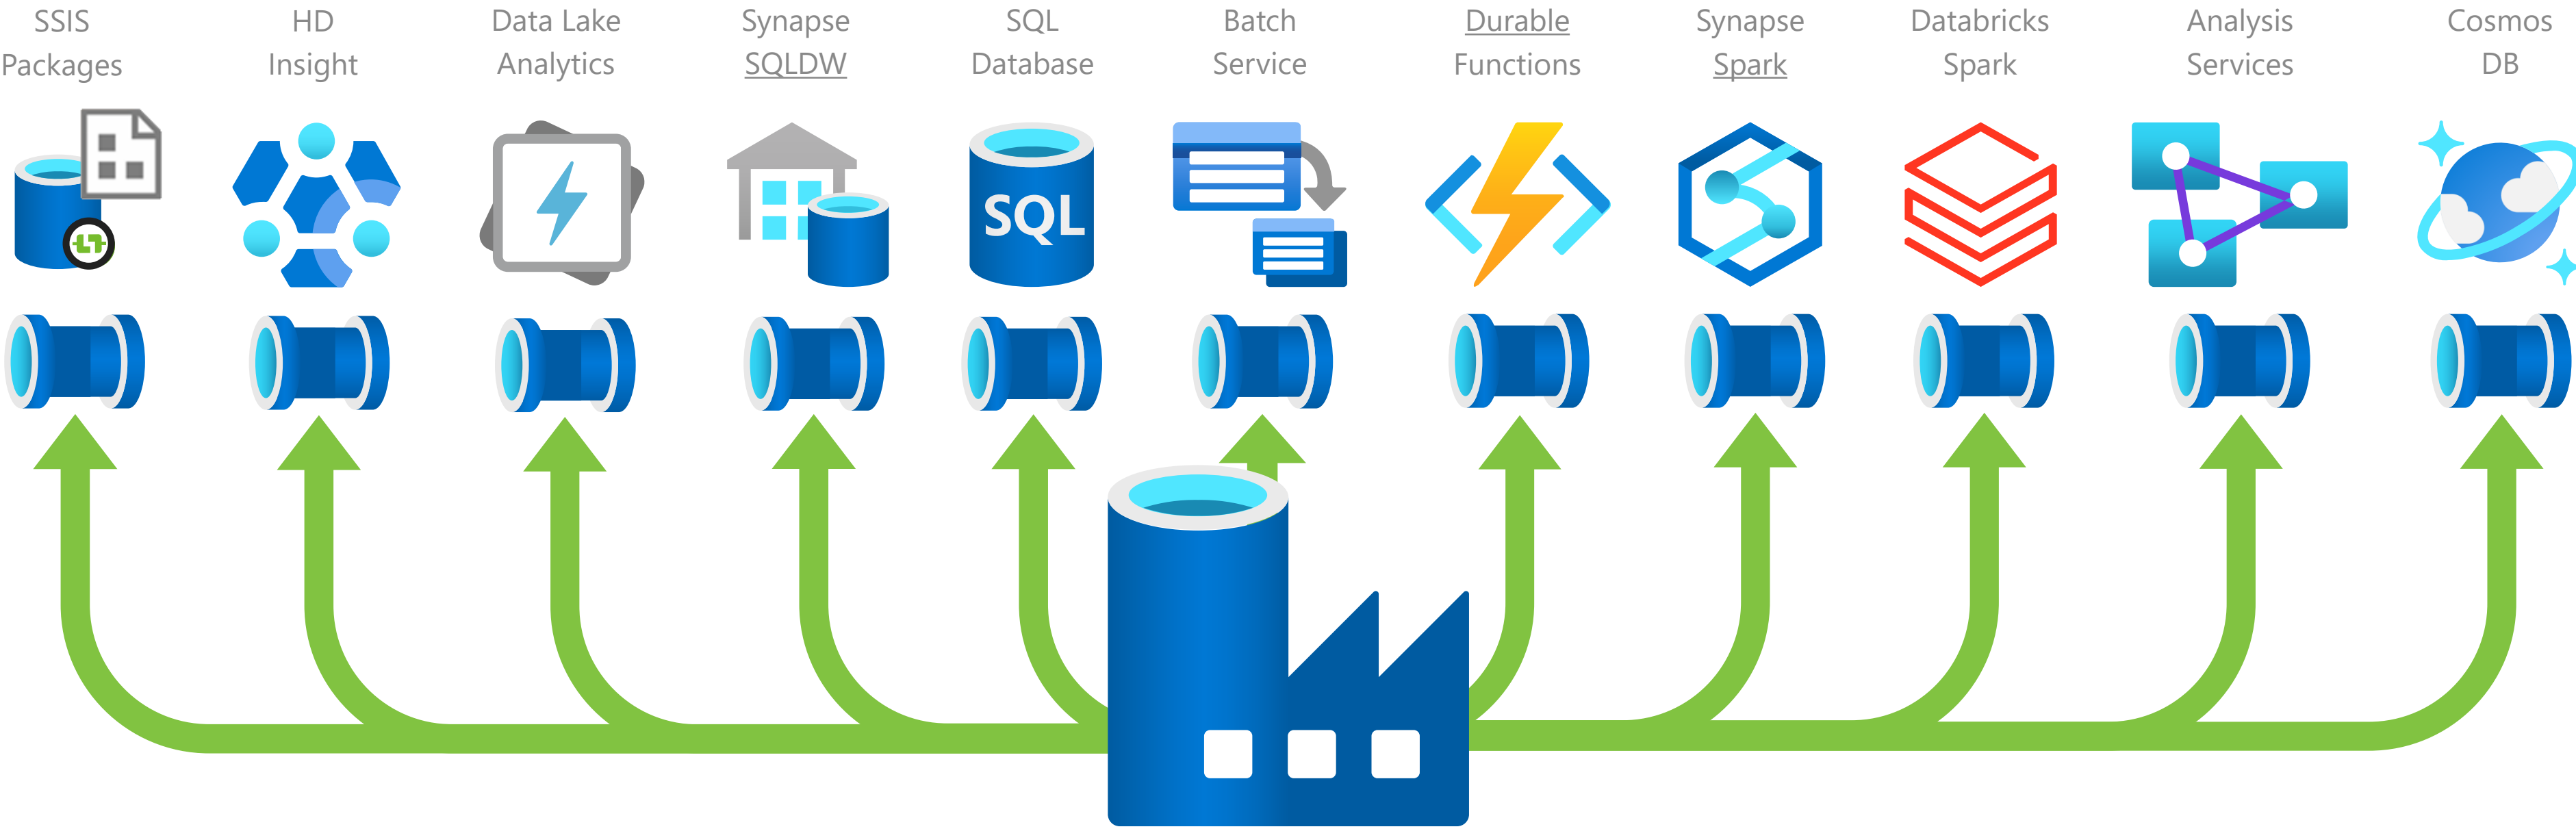 SSIS
Packages
HD
Insight
Data Lake
Analytics
Synapse
SQLDW
SQL
Database
Batch
Service
Durable
Functions
Synapse
Spark
Databricks
Spark
Analysis
Services
Cosmos
DB
SQL